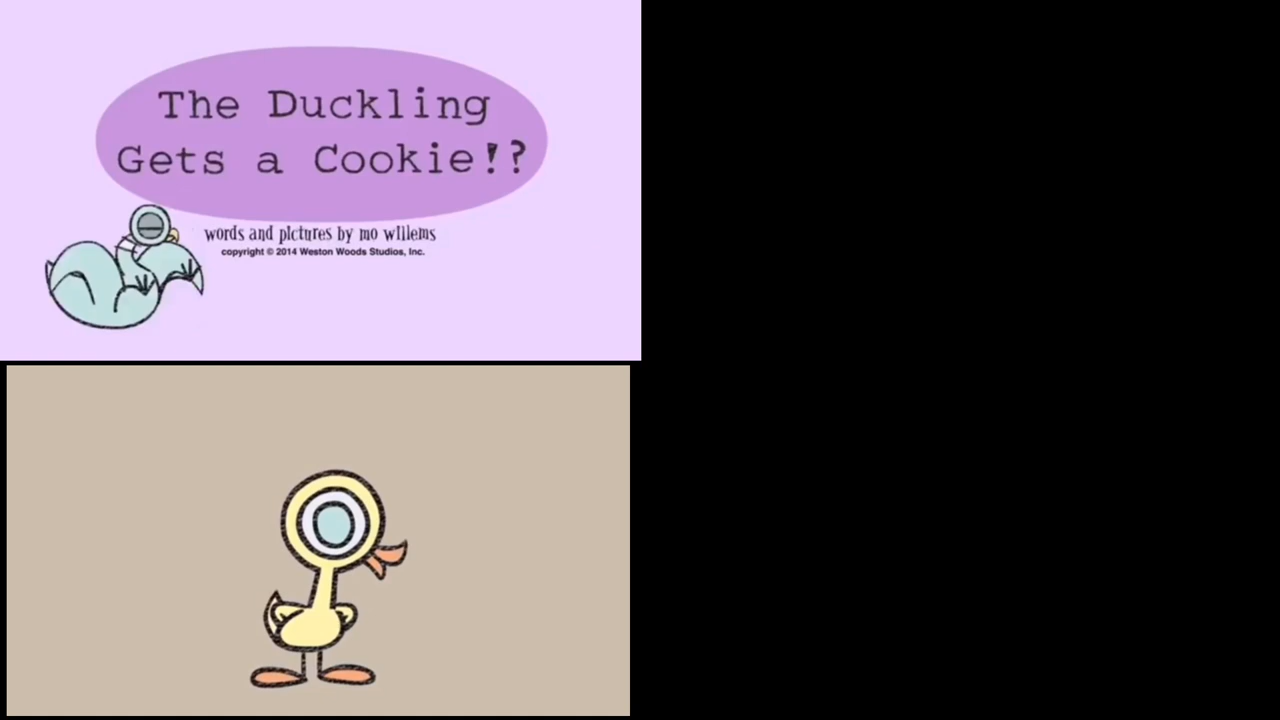 The Duckling
Gets a Cookie!?
words and pictures by mo willems
copyright © 2014 Weston Woods Studios, Inc.